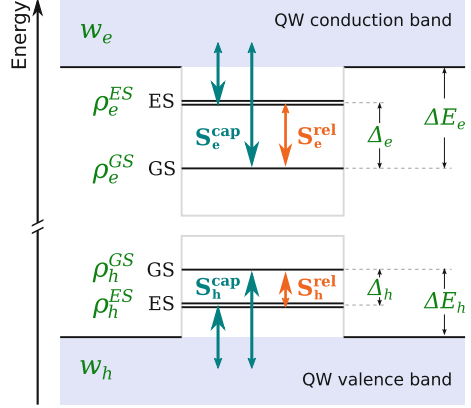 Energy
w_e
QW conduction band
ρ_e^ES
ES
S_e^cap
S_e^rel
Δ_e
ΔE_e
ρ_e^GS
GS
ρ_h^GS
GS
S_h^cap
S_h^rel
Δ_h
ΔE_h
ρ_h^ES
ES
w_h
QW valence band